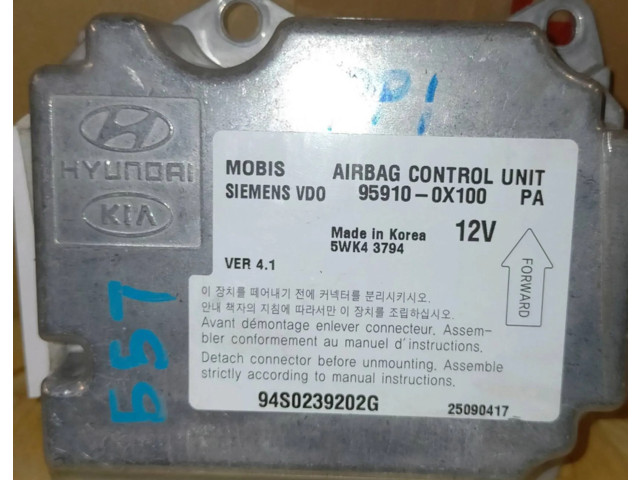 PPI
HYUNDAI
KIA
MOBIS AIRBAG CONTROL UNIT
SIEMENS VDO 95910-0X100 PA
Made in Korea 12V
5WK4 3794
VER 4.1
FORWARD
이 장치를 떼어내기 전에 커넥터를 분리시키시오.
안내 책자의 지침에 따라서만 이 장치를 조립하십시오.
Avant démontage enlever connecteur. Assem-
bler conformement au manuel d'instructions.
Detach connector before unmounting. Assemble
strictly according to manual instructions.
94S0239202G 25090417
557